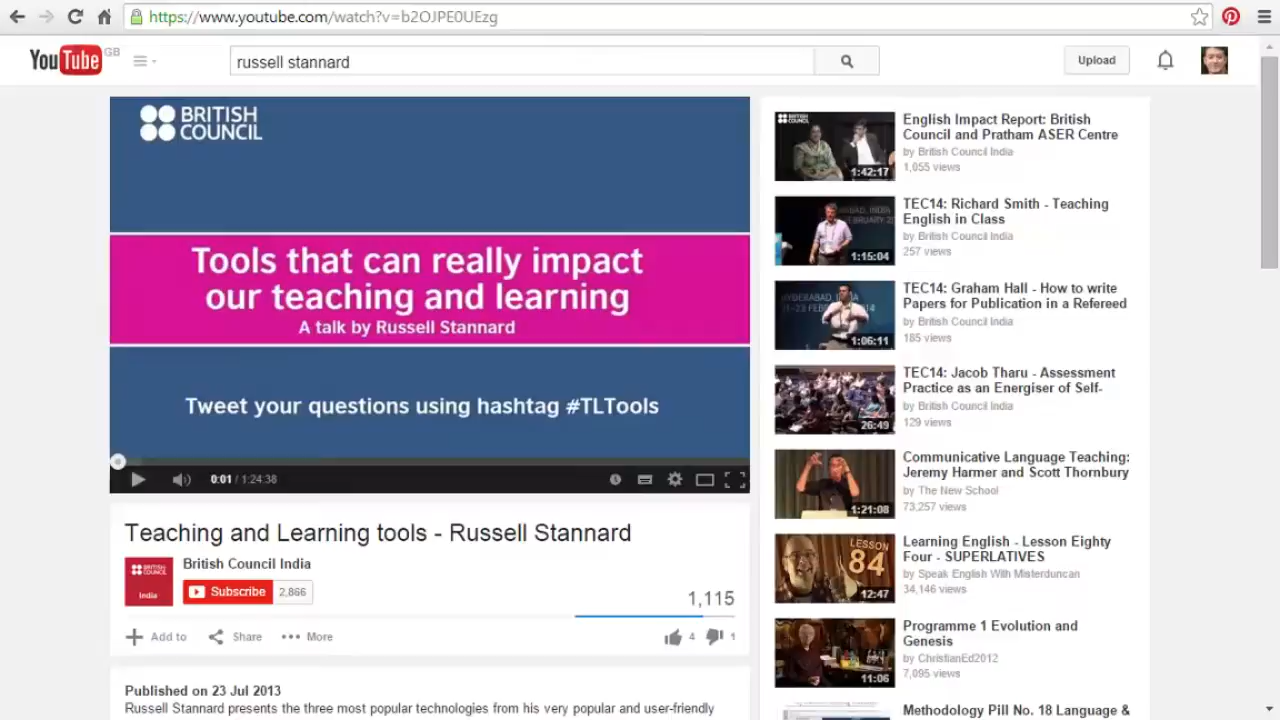 https://www.youtube.com/watch?v=b2OJPE0UEzg
YouTube GB
russell stannard
Upload
BRITISH
COUNCIL
Tools that can really impact
our teaching and learning
A talk by Russell Stannard
Tweet your questions using hashtag #TLTools
0:01 / 1:24:38
Teaching and Learning tools - Russell Stannard
BRITISH
COUNCIL
India
British Council India
Subscribe 2,866
1,115
Add to Share More
4 1
Published on 23 Jul 2013
Russell Stannard presents the three most popular technologies from his very popular and user-friendly
BRITISH
COUNCIL
1:42:17
English Impact Report: British
Council and Pratham ASER Centre
by British Council India
1,055 views
1:15:04
TEC14: Richard Smith - Teaching
English in Class
by British Council India
257 views
1:06:11
TEC14: Graham Hall - How to write
Papers for Publication in a Refereed
by British Council India
185 views
26:49
TEC14: Jacob Tharu - Assessment
Practice as an Energiser of Self-
by British Council India
129 views
1:21:08
Communicative Language Teaching:
Jeremy Harmer and Scott Thornbury
by The New School
73,257 views
LESSON
84
12:47
Learning English - Lesson Eighty
Four - SUPERLATIVES
by Speak English With Misterduncan
34,146 views
11:06
Programme 1 Evolution and
Genesis
by ChristianEd2012
7,095 views
Methodology Pill No. 18 Language &